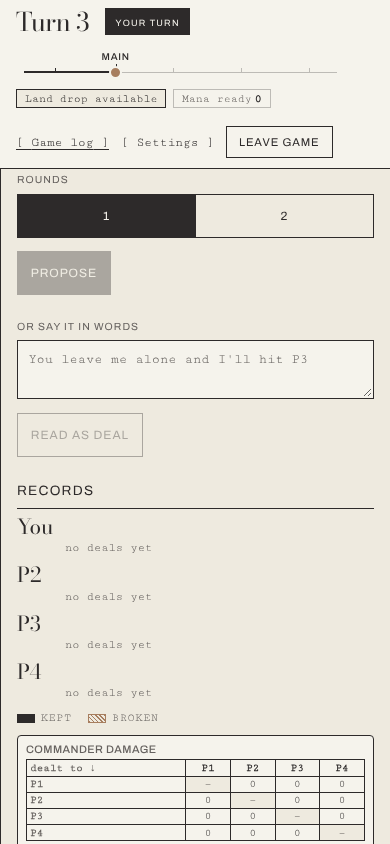 Turn 3 YOUR TURN
MAIN
Land drop available Mana ready 0
[ Game log ] [ Settings ] LEAVE GAME
ROUNDS
1 2
PROPOSE
OR SAY IT IN WORDS
You leave me alone and I'll hit P3
READ AS DEAL
RECORDS
You
no deals yet
P2
no deals yet
P3
no deals yet
P4
no deals yet
KEPT BROKEN
COMMANDER DAMAGE
dealt to ↓ P1 P2 P3 P4
P1 – 0 0 0
P2 0 – 0 0
P3 0 0 – 0
P4 0 0 0 –